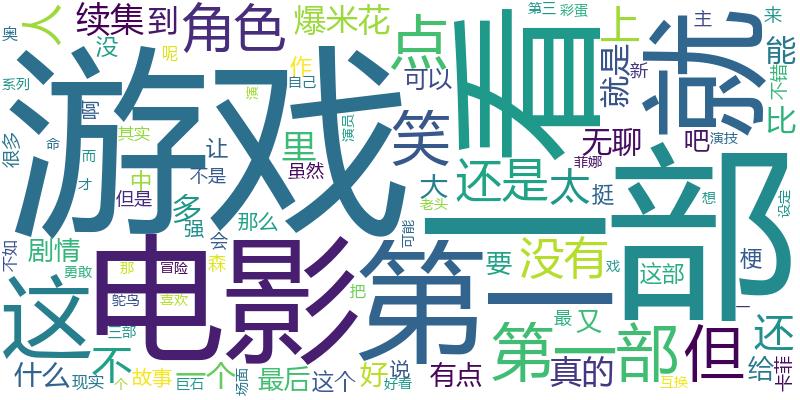 奥
人
续集
到
角色
爆米花
点
上
第三
彩蛋
主
来
能
系列
没
呢
作
自己
可以
就是
新
不错
游戏
看
就
很多
啊
其实
演
演员
里
笑
无聊
吧
演技
比
命
而
才
中
但是
让
不是
虽然
还是
太
菲娜
挺
想
设定
多
强
那么
大
老头
第二部
不如
剧情
勇敢
那
冒险
会
森
可能
要
没有
戏
这部
梗
一
这
电影
鸵鸟
喜欢
把
三部
最
又
不
第一部
但
还
什么
现实
个
故事
一个
巨石
场面
最后
这个
好
好看
说
有点
真的
互换
给
卡菲